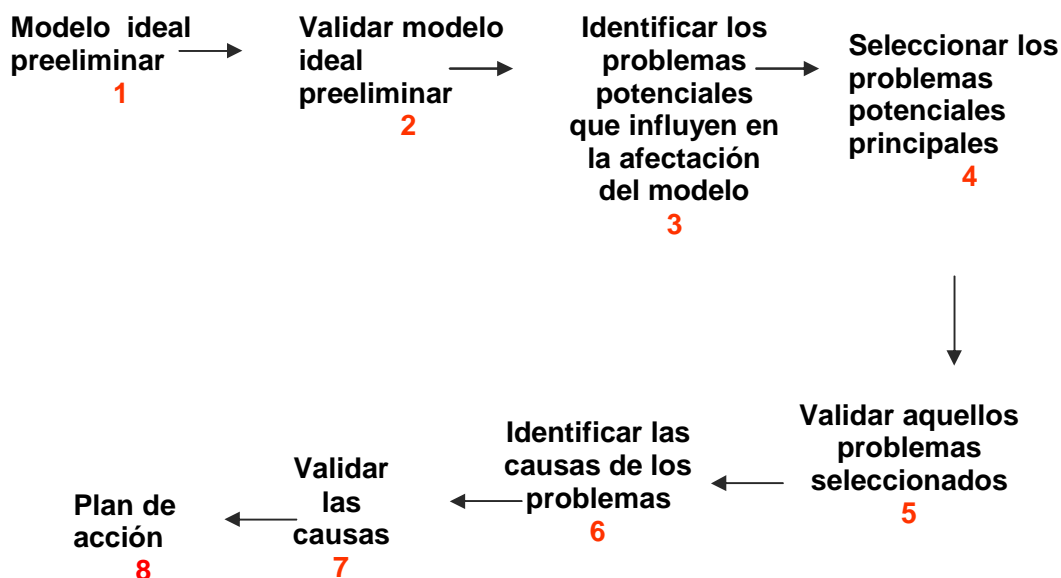 Modelo ideal
preeliminar
1
Validar modelo
ideal
preeliminar
2
Identificar los
problemas
potenciales
que influyen en
la afectación
del modelo
3
Seleccionar los
problemas
potenciales
principales
4
Validar aquellos
problemas
seleccionados
5
Identificar las
causas de los
problemas
6
Validar
las
causas
7
Plan de
acción
8